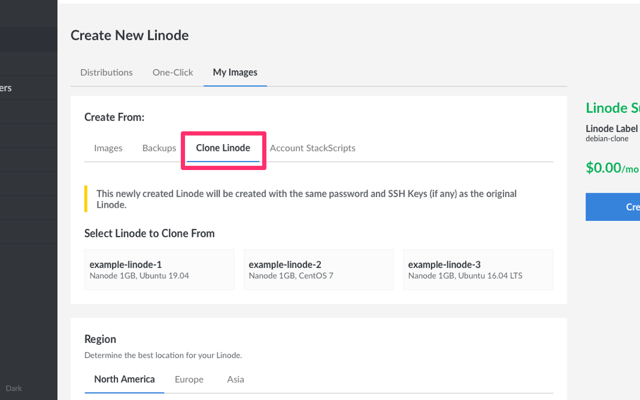 Create New Linode
ers
Distributions One-Click My Images
Create From:
Images Backups Clone Linode Account StackScripts
This newly created Linode will be created with the same password and SSH Keys (if any) as the original
Linode.
Select Linode to Clone From
example-linode-1 example-linode-2 example-linode-3
Nanode 1GB, Ubuntu 19.04 Nanode 1GB, CentOS 7 Nanode 1GB, Ubuntu 16.04 LTS
Region
Determine the best location for your Linode.
North America Europe Asia
Dark
Linode S
Linode Label
debian-clone
$0.00/mo
Cre